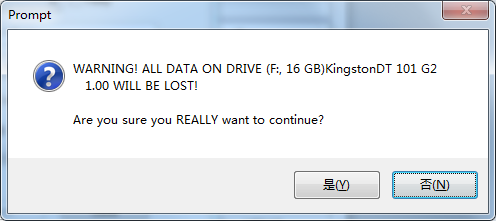 Prompt
WARNING! ALL DATA ON DRIVE (F:, 16 GB)KingstonDT 101 G2
1.00 WILL BE LOST!
Are you sure you REALLY want to continue?
是(Y)
否(N)